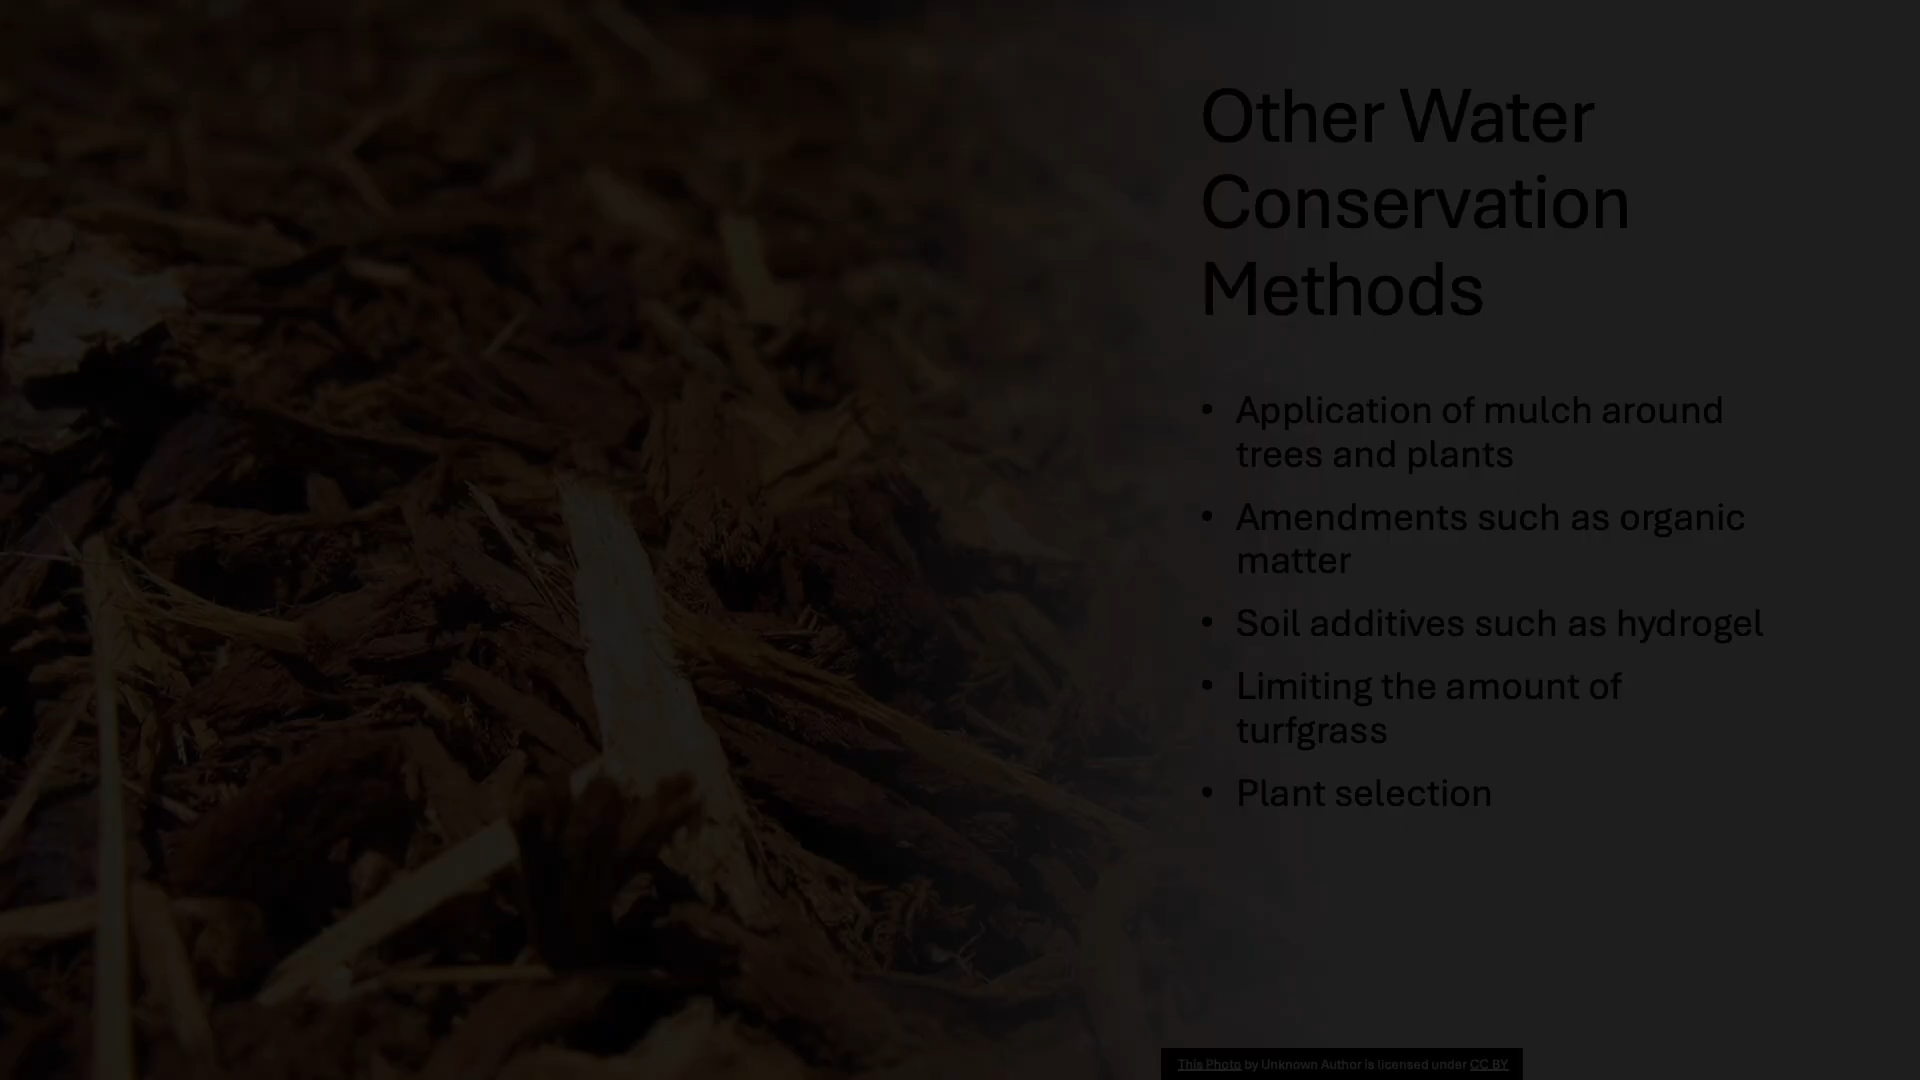 Other Water
Conservation
Methods
• Application of mulch around
trees and plants
• Amendments such as organic
matter
• Soil additives such as hydrogel
• Limiting the amount of
turfgrass
• Plant selection
This Photo by Unknown Author is licensed under CC BY